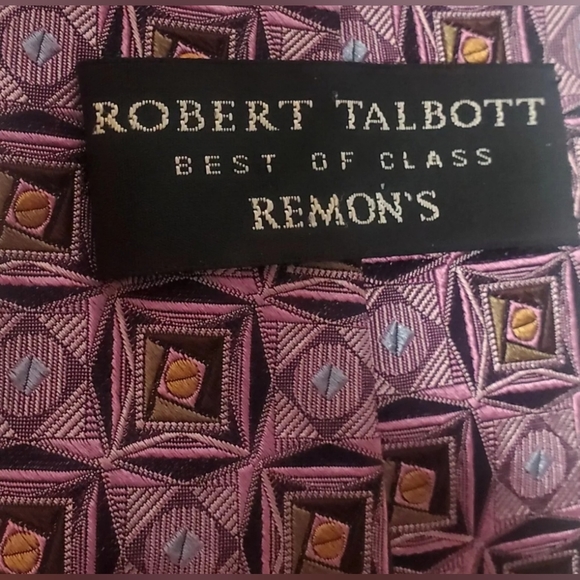 ROBERT TALBOTT
BEST OF CLASS
REMON'S